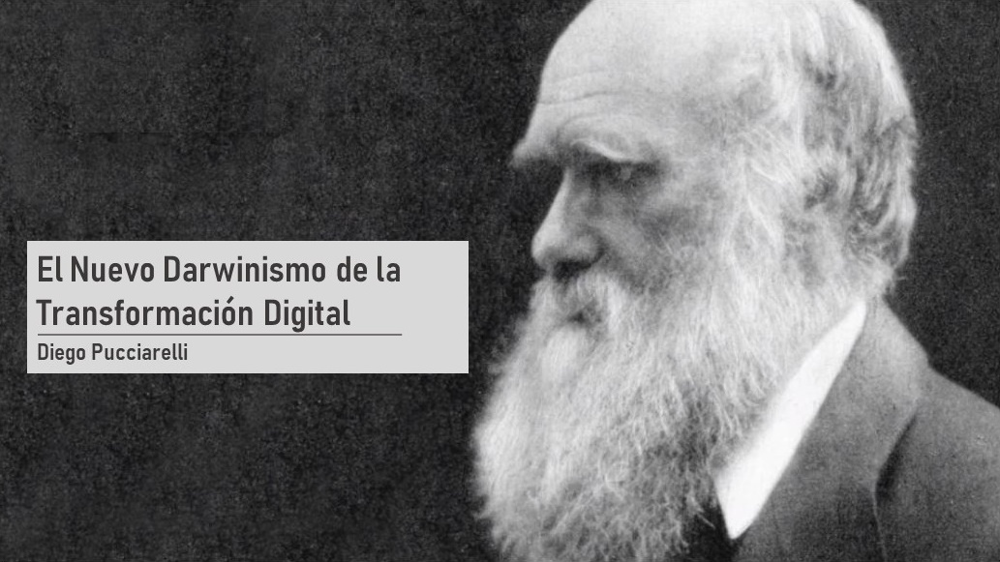 El Nuevo Darwinismo de la
Transformación Digital
Diego Pucciarelli